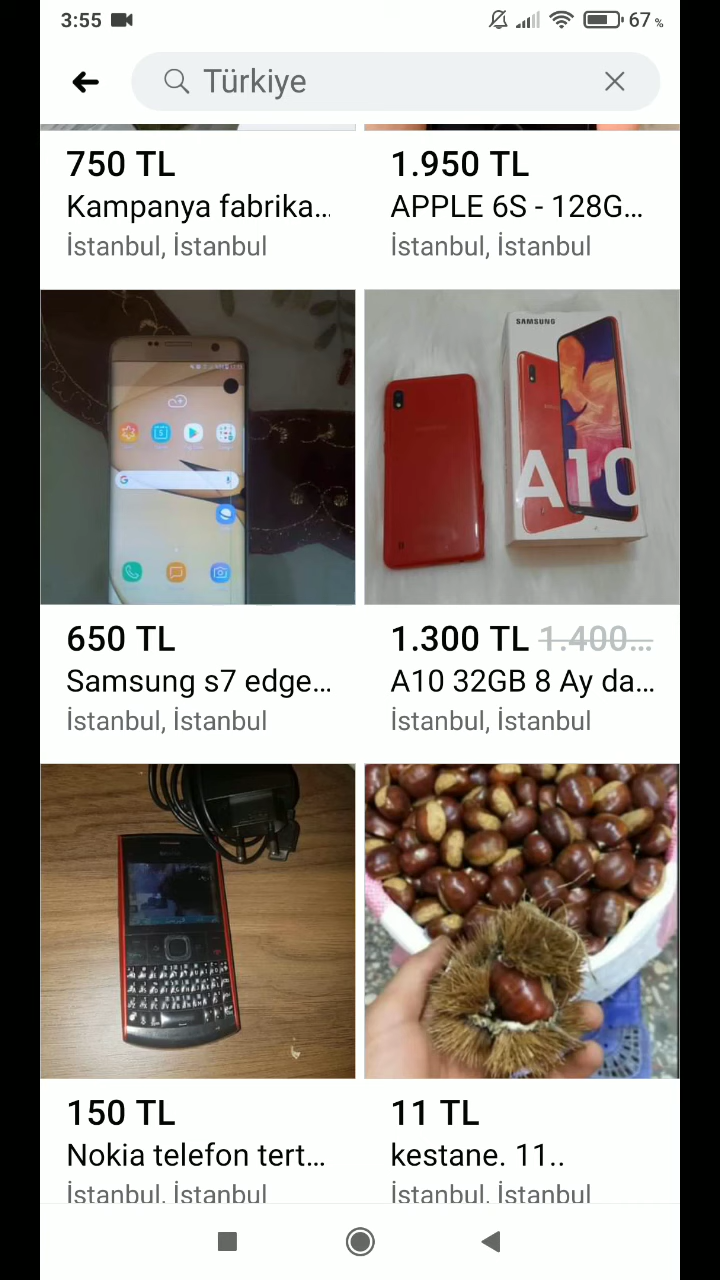 3:55
67 %
Türkiye
750 TL
1.950 TL
Kampanya fabrika...
APPLE 6S - 128G...
İstanbul, İstanbul
İstanbul, İstanbul
SAMSUNG
A10
650 TL
1.300 TL 1.400...
Samsung s7 edge...
A10 32GB 8 Ay da...
İstanbul, İstanbul
İstanbul, İstanbul
150 TL
11 TL
Nokia telefon tert...
kestane. 11..
İstanbul, İstanbul
İstanbul, İstanbul